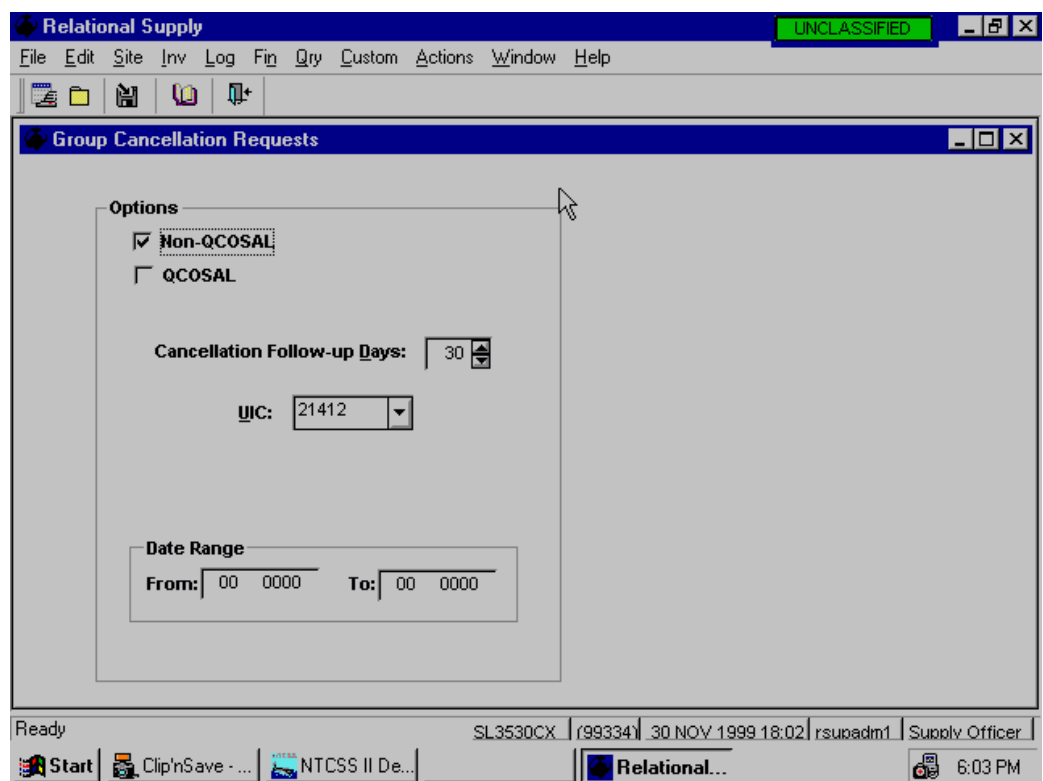 Relational Supply UNCLASSIFIED
File Edit Site Inv Log Fin Qry Custom Actions Window Help
Group Cancellation Requests
Options
Non-QCOSAL
QCOSAL
Cancellation Follow-up Days: 30
UIC: 21412
Date Range
From: 00 0000 To: 00 0000
Ready SL3530CX (99334) 30 NOV 1999 18:02 rsupadm1 Supply Officer
Start Clip'nSave - ... NTCSS II De... Relational... 6:03 PM